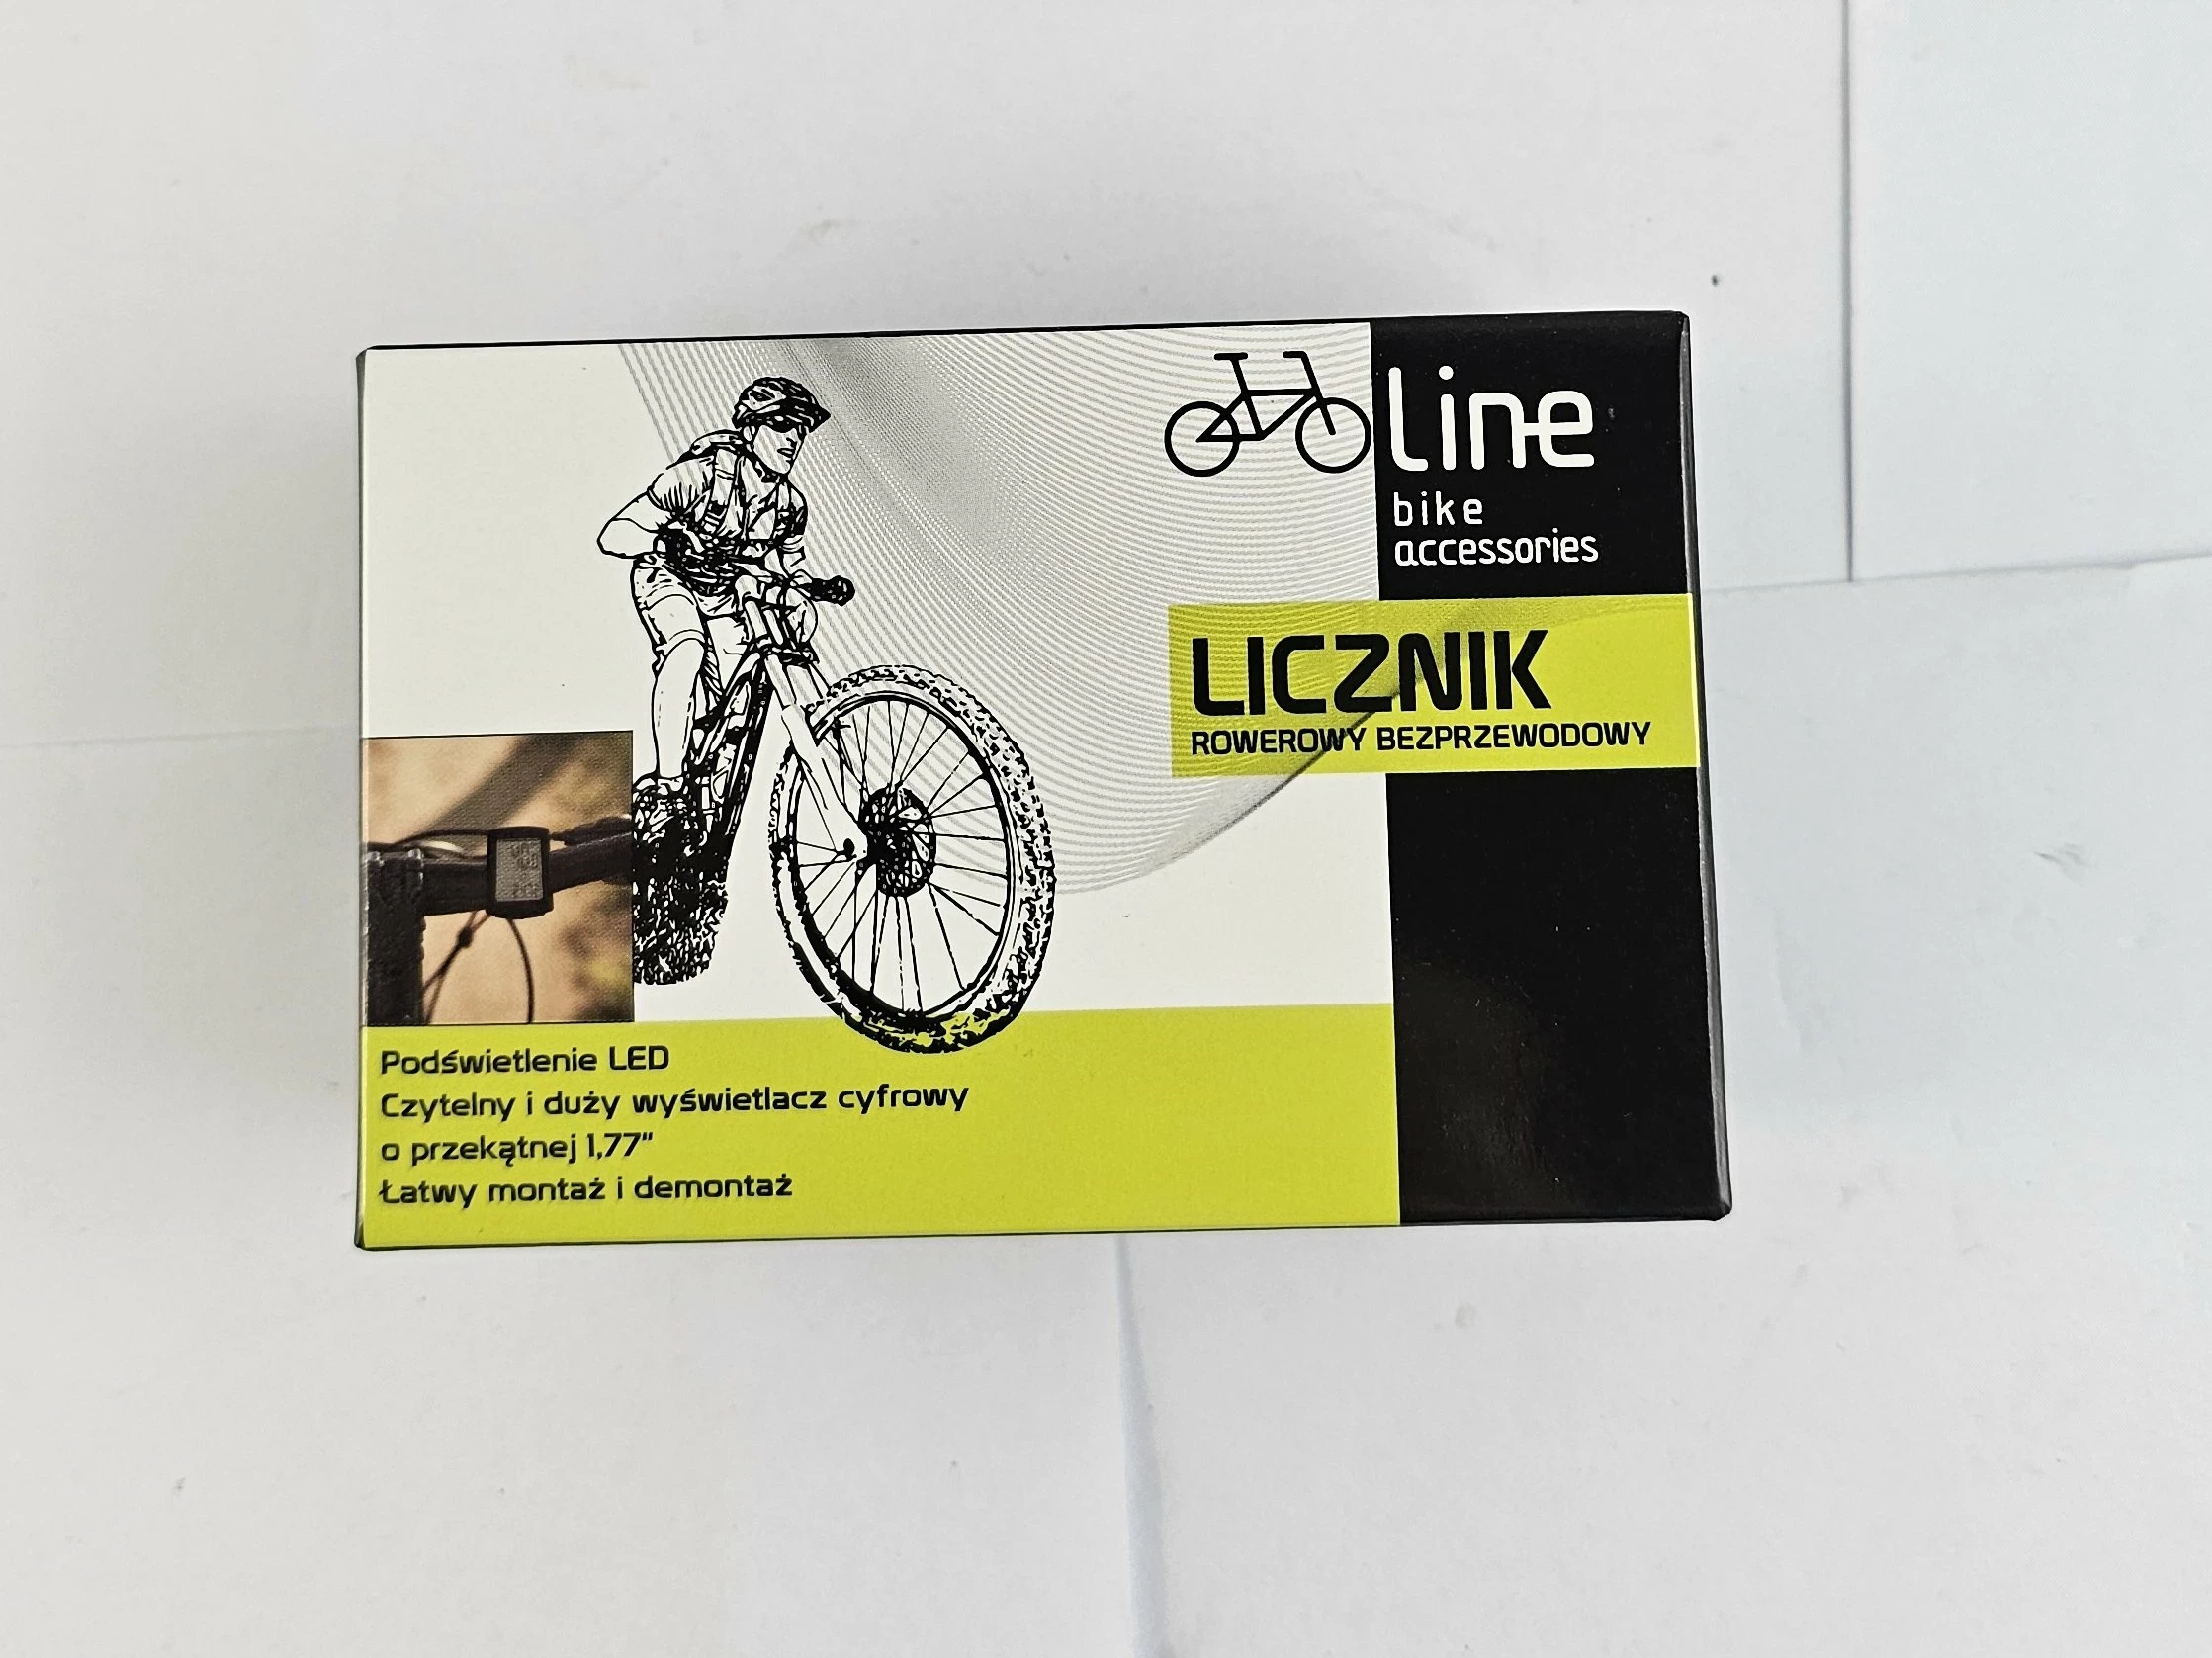 line
bike
accessories
LICZNIK
ROWEROWY BEZPRZEWODOWY
Podświetlenie LED
Czytelny i duży wyświetlacz cyfrowy
o przekątnej 1,77"
Łatwy montaż i demontaż